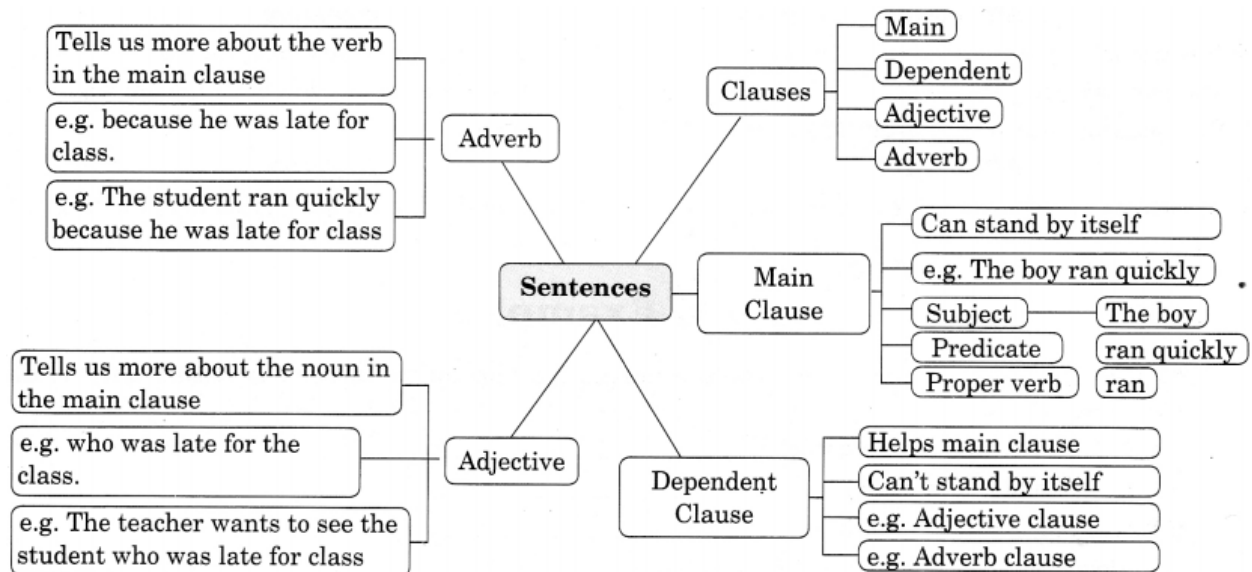 Tells us more about the verb
in the main clause
e.g. because he was late for
class.
e.g. The student ran quickly
because he was late for class
Adverb
Clauses
Main
Dependent
Adjective
Adverb
Sentences
Main
Clause
Can stand by itself
e.g. The boy ran quickly
Subject
The boy
Predicate
ran quickly
Proper verb
ran
Tells us more about the noun in
the main clause
e.g. who was late for the
class.
e.g. The teacher wants to see the
student who was late for class
Adjective
Dependent
Clause
Helps main clause
Can't stand by itself
e.g. Adjective clause
e.g. Adverb clause